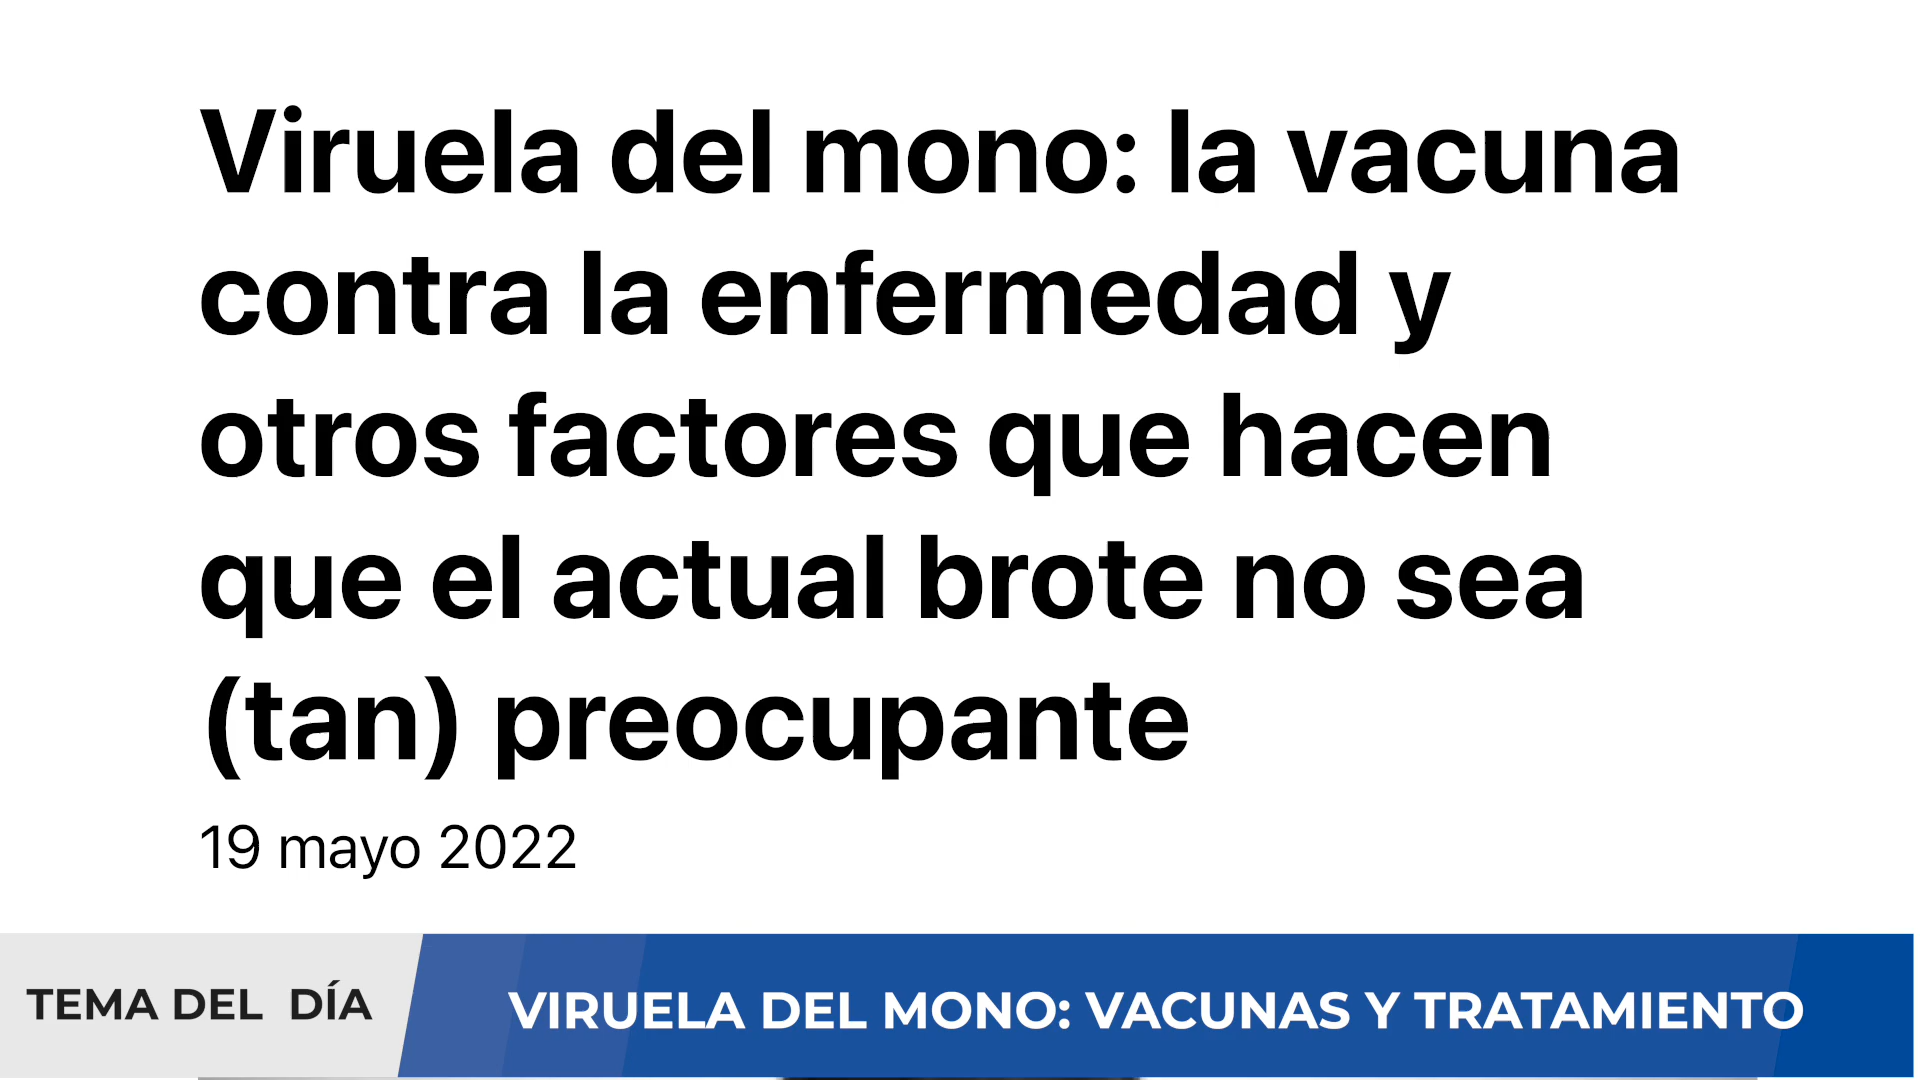 Viruela del mono: la vacuna
contra la enfermedad y
otros factores que hacen
que el actual brote no sea
(tan) preocupante
19 mayo 2022
TEMA DEL DÍA
VIRUELA DEL MONO: VACUNAS Y TRATAMIENTO